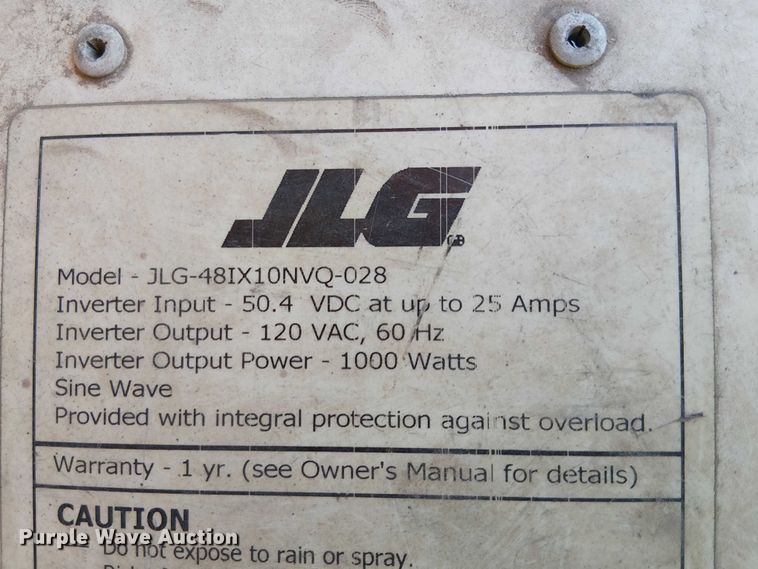 JLG
Model - JLG-48IX10NVQ-028
Inverter Input - 50.4 VDC at up to 25 Amps
Inverter Output - 120 VAC, 60 Hz
Inverter Output Power - 1000 Watts
Sine Wave
Provided with integral protection against overload.
Warranty - 1 yr. (see Owner's Manual for details)
CAUTION
Purple Wave Auction
— Do not expose to rain or spray.